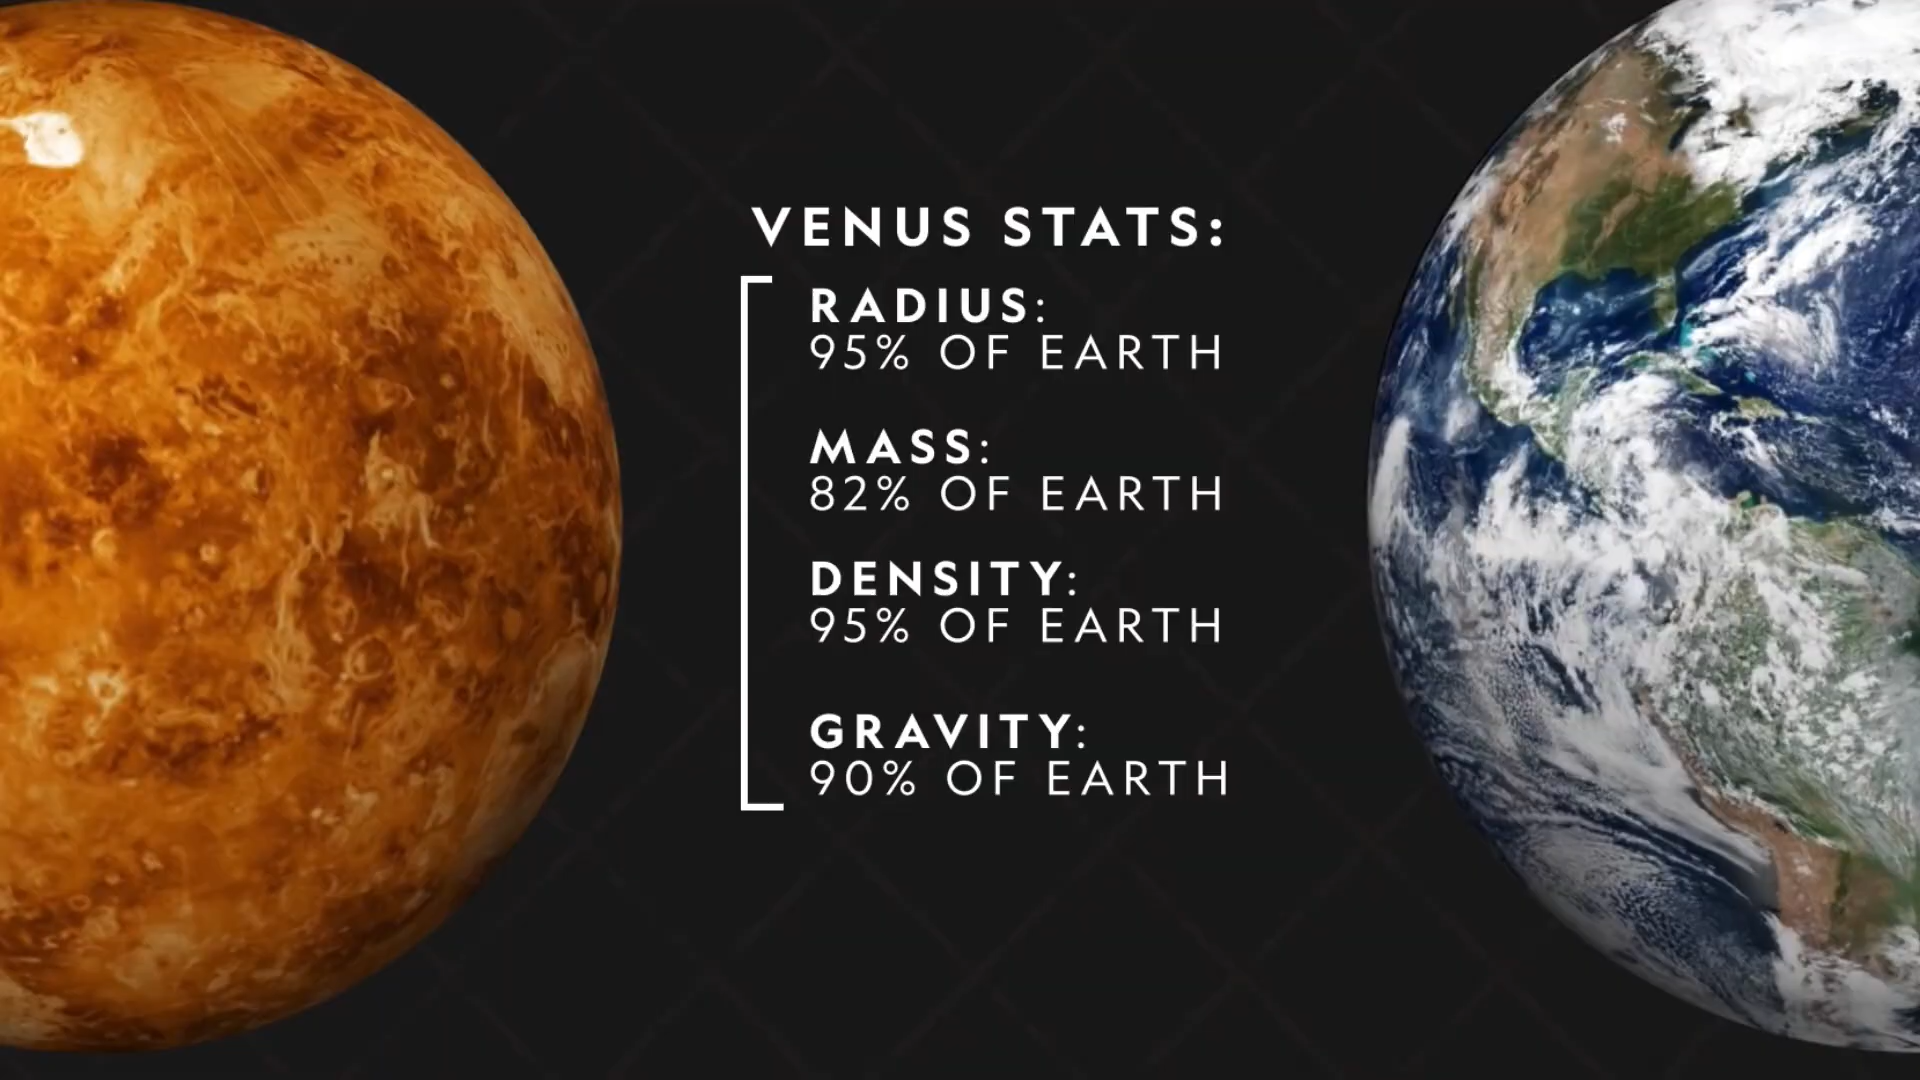 VENUS STATS:
RADIUS:
95% OF EARTH
MASS:
82% OF EARTH
DENSITY:
95% OF EARTH
GRAVITY:
90% OF EARTH